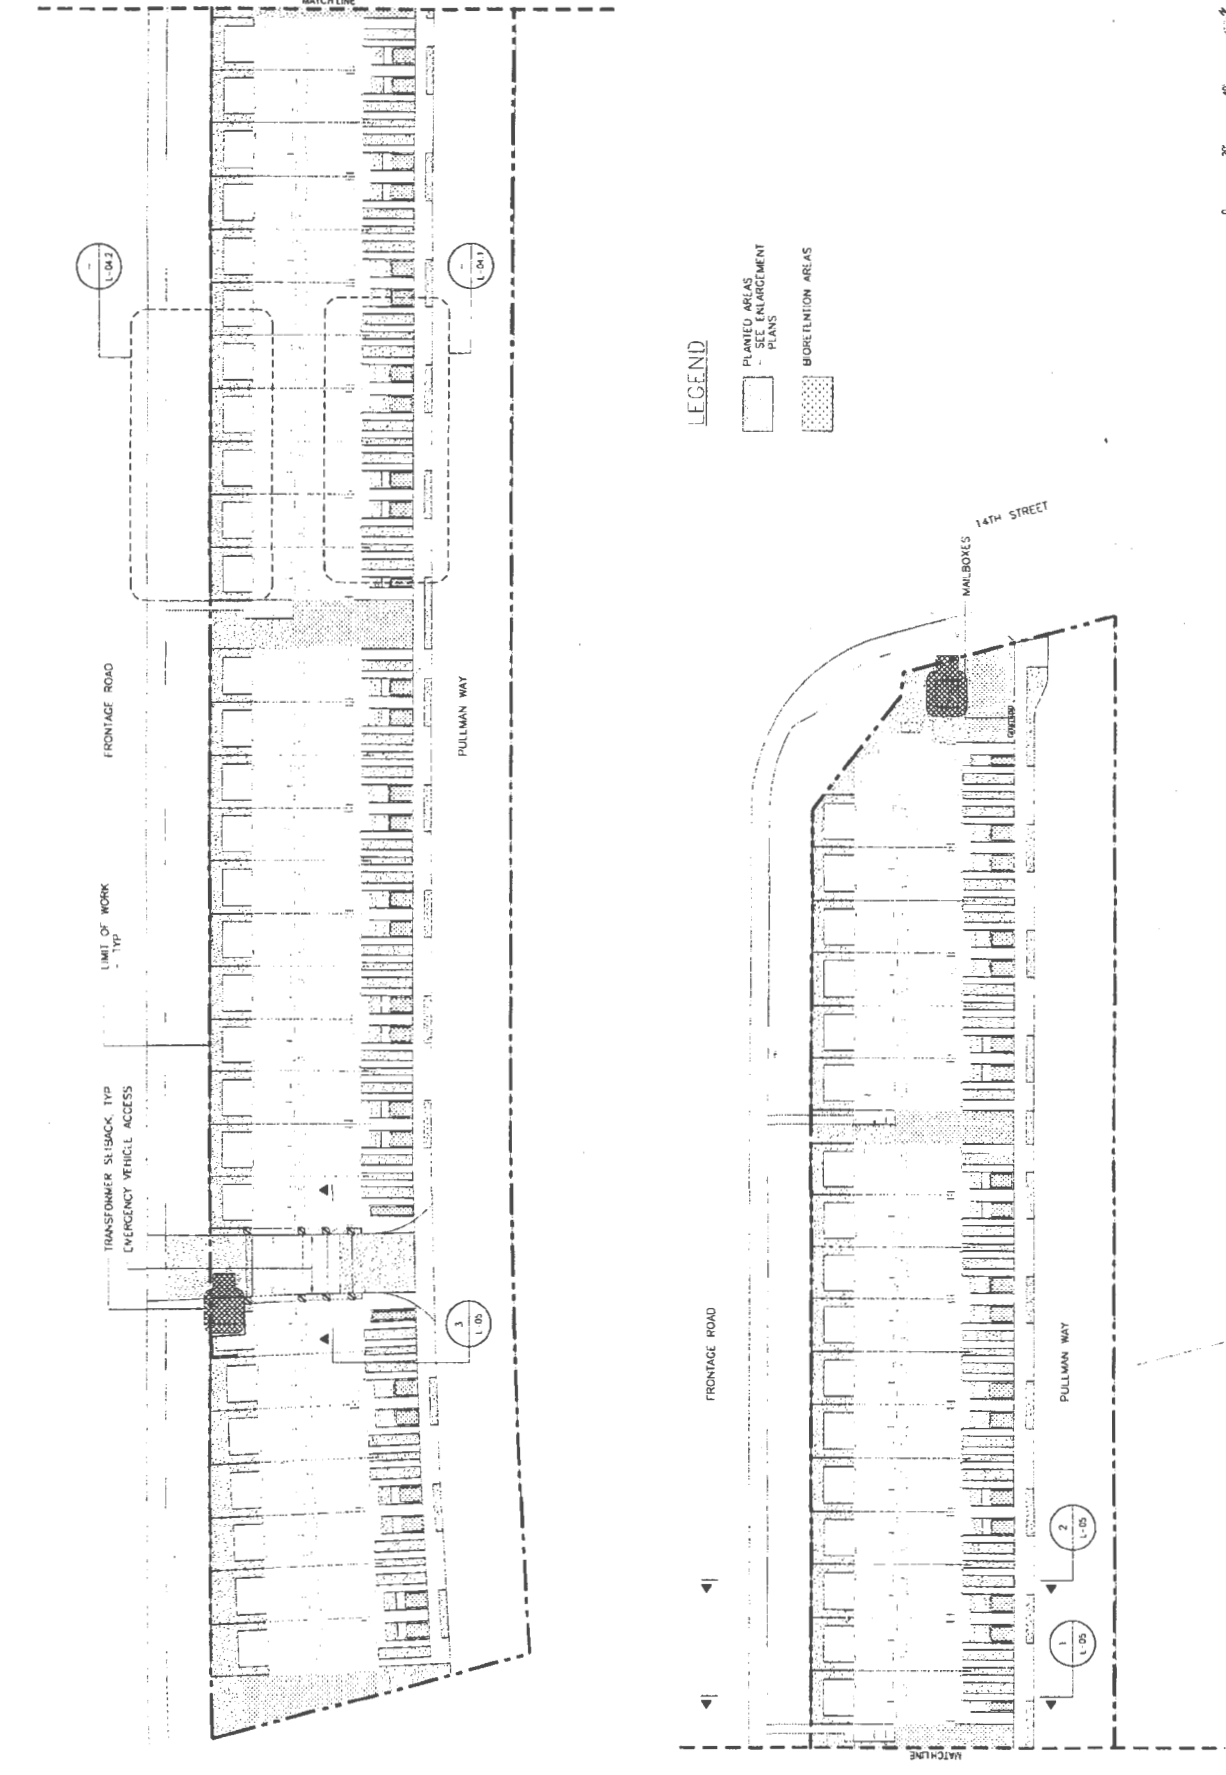 MATCHLINE
-
L-04.2
-
L-04.1
FRONTAGE ROAD
PULLMAN WAY
LIMIT OF WORK
- TYP
TRANSFORMER SETBACK, TYP
EMERGENCY VEHICLE ACCESS
3
L-05
LEGEND
PLANTED AREAS
- SEE ENLARGEMENT
PLANS
BIORETENTION AREAS
14TH STREET
MAILBOXES
FRONTAGE ROAD
PULLMAN WAY
2
L-05
1
L-05
MATCHLINE